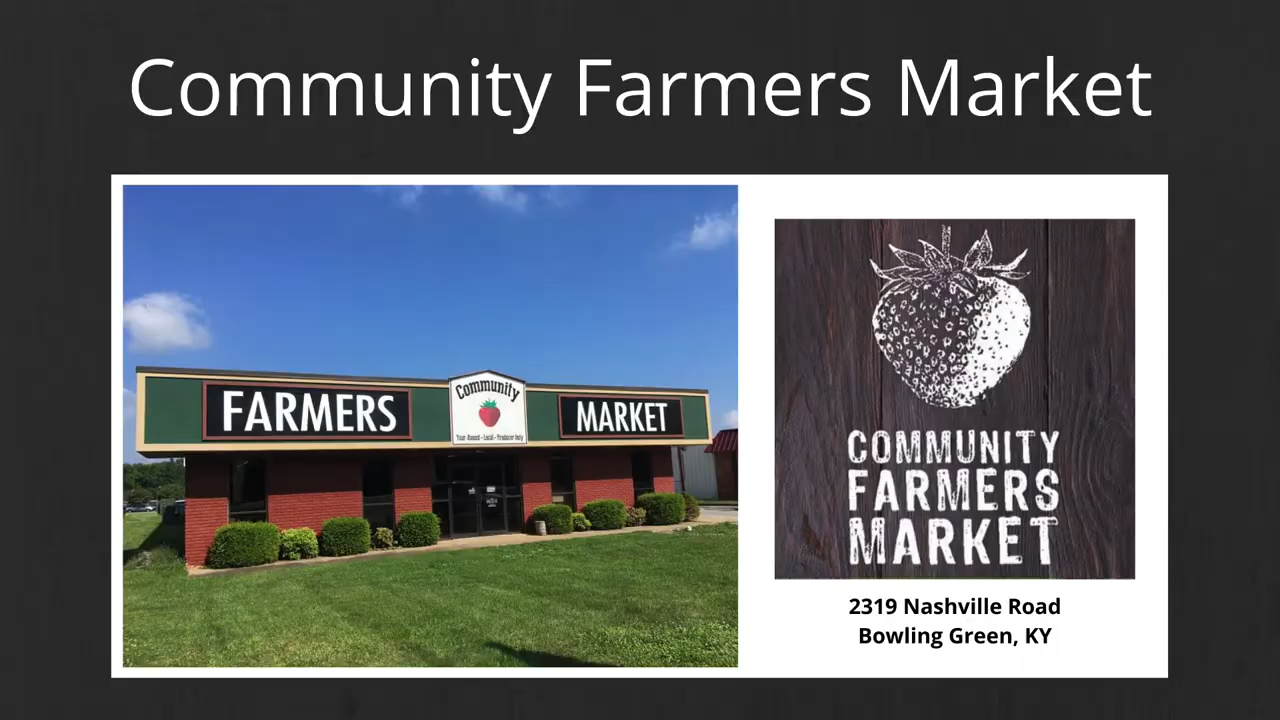 Community Farmers Market
FARMERS
Community
Year-Round - Local - Producer Only
MARKET
COMMUNITY
FARMERS
MARKET
2319 Nashville Road
Bowling Green, KY